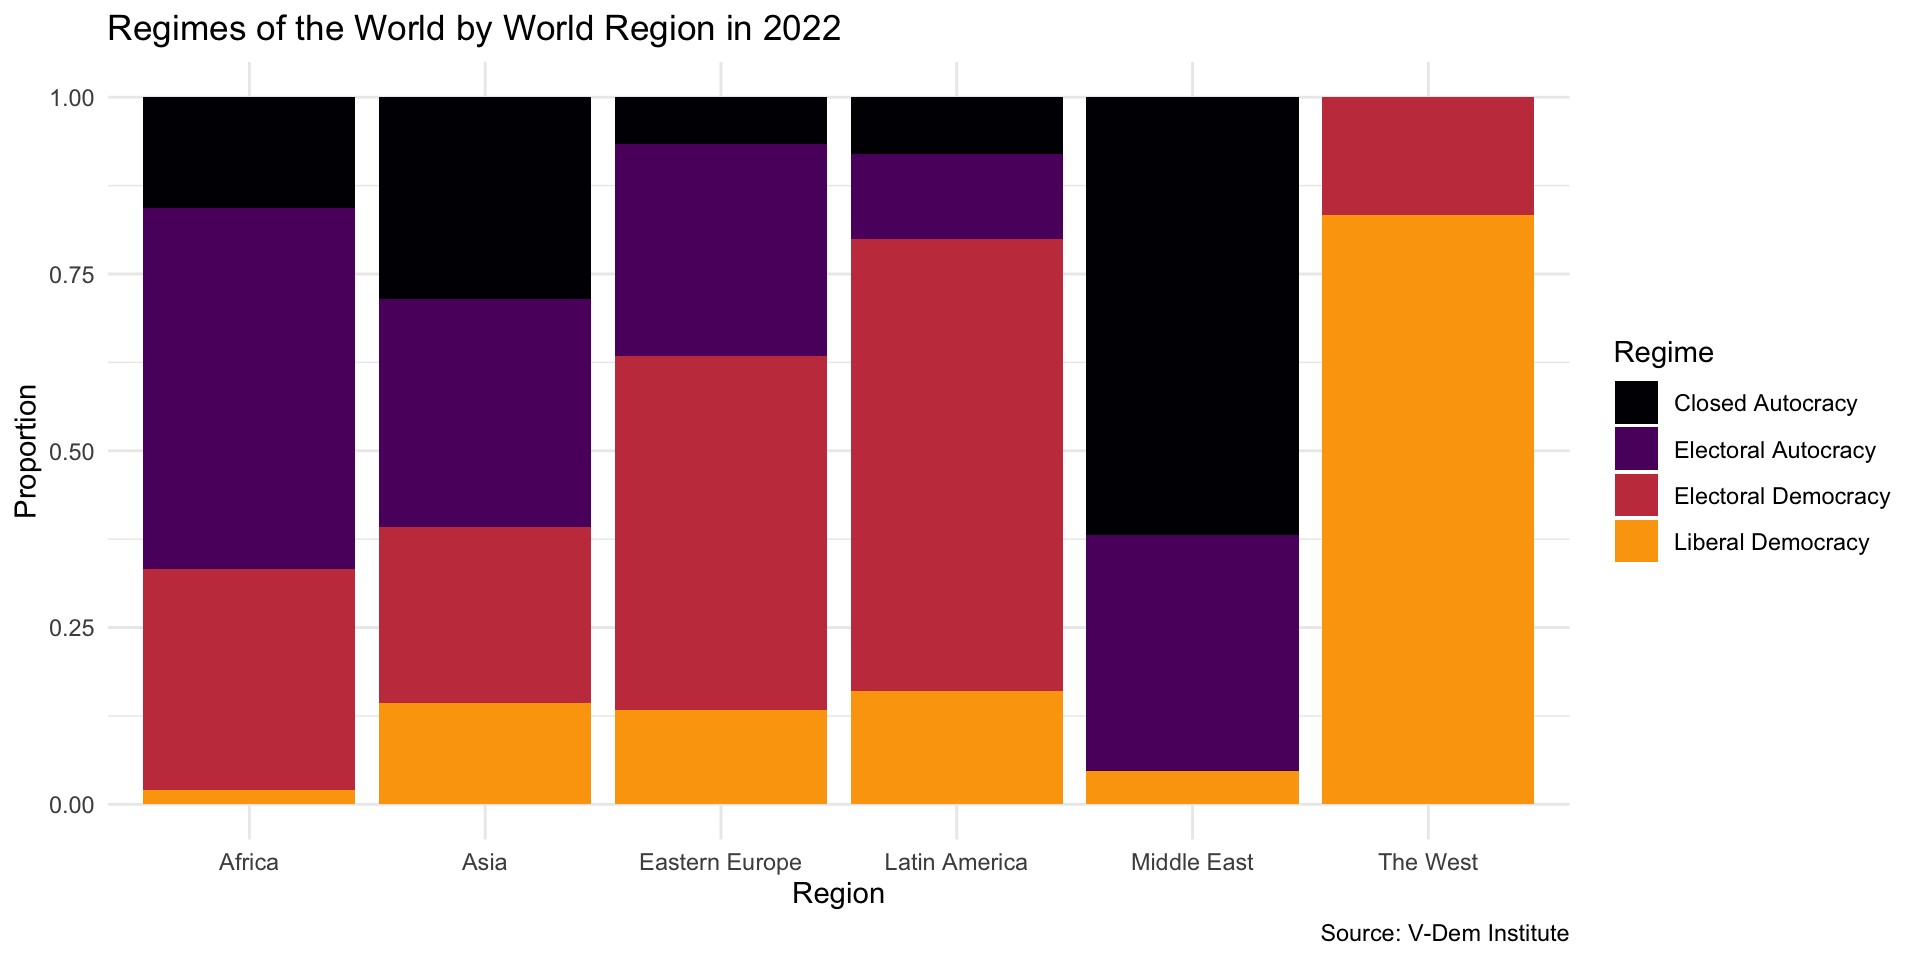 Regimes of the World by World Region in 2022
Proportion
1.00
0.75
0.50
0.25
0.00
Africa
Asia
Eastern Europe
Latin America
Middle East
The West
Region
Regime
Closed Autocracy
Electoral Autocracy
Electoral Democracy
Liberal Democracy
Source: V-Dem Institute